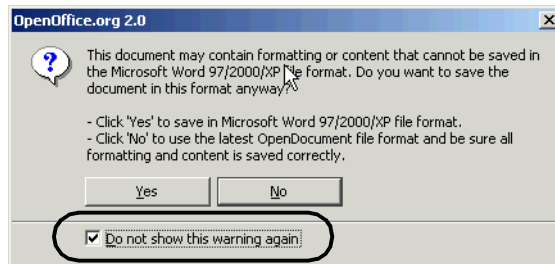 OpenOffice.org 2.0
This document may contain formatting or content that cannot be saved in
the Microsoft Word 97/2000/XP file format. Do you want to save the
document in this format anyway?
- Click 'Yes' to save in Microsoft Word 97/2000/XP file format.
- Click 'No' to use the latest OpenDocument file format and be sure all
formatting and content is saved correctly.
Yes No
Do not show this warning again